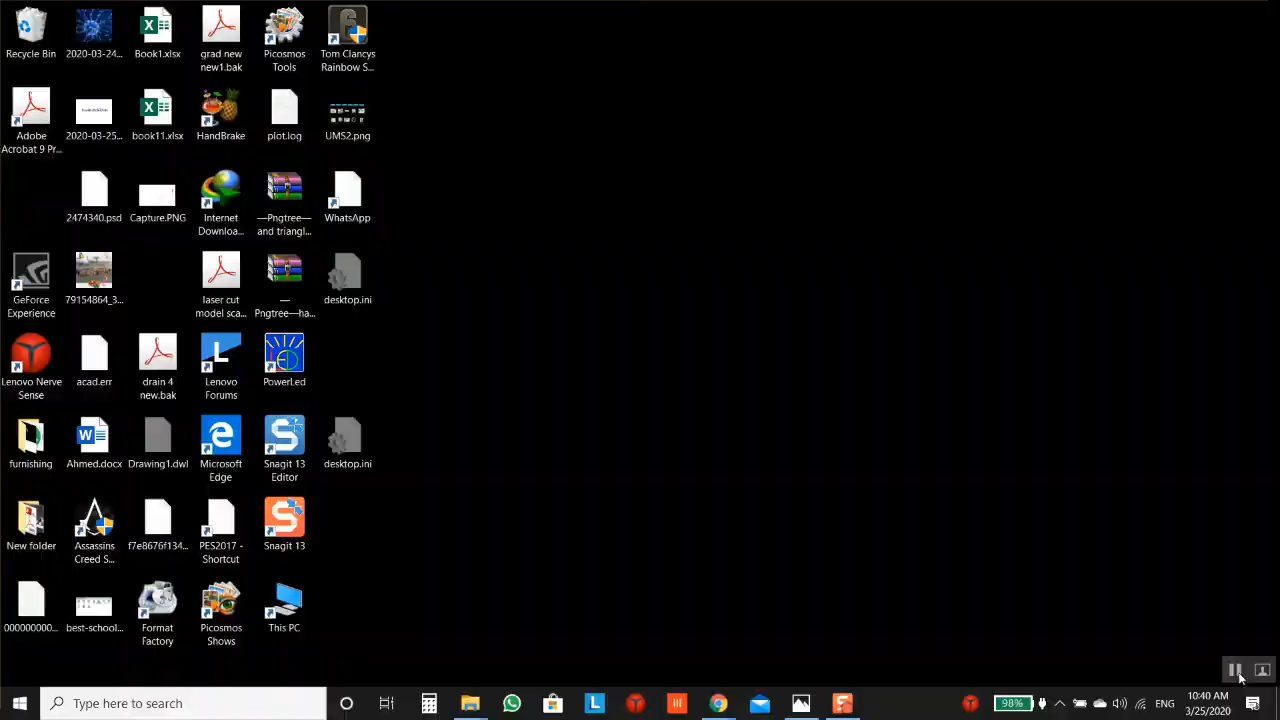 Recycle Bin
2020-03-24...
Book1.xlsx
grad new
new1.bak
Picosmos
Tools
Tom Clancys
Rainbow S...
Adobe
Acrobat 9 Pr...
2020-03-25...
book11.xlsx
HandBrake
plot.log
UMS2.png
2474340.psd
Capture.PNG
Internet
Downloa...
—Pngtree—
and triangl...
WhatsApp
GeForce
Experience
79154864_3...
laser cut
model sca...
—
Pngtree—ha...
desktop.ini
Lenovo Nerve
Sense
acad.err
drain 4
new.bak
Lenovo
Forums
PowerLed
furnishing
Ahmed.docx
Drawing1.dwl
Microsoft
Edge
Snagit 13
Editor
desktop.ini
New folder
Assassins
Creed S...
f7e8676f134...
PES2017 -
Shortcut
Snagit 13
000000000...
best-school...
Format
Factory
Picosmos
Shows
This PC
Type here to search
98%
ENG
10:40 AM
3/25/2020